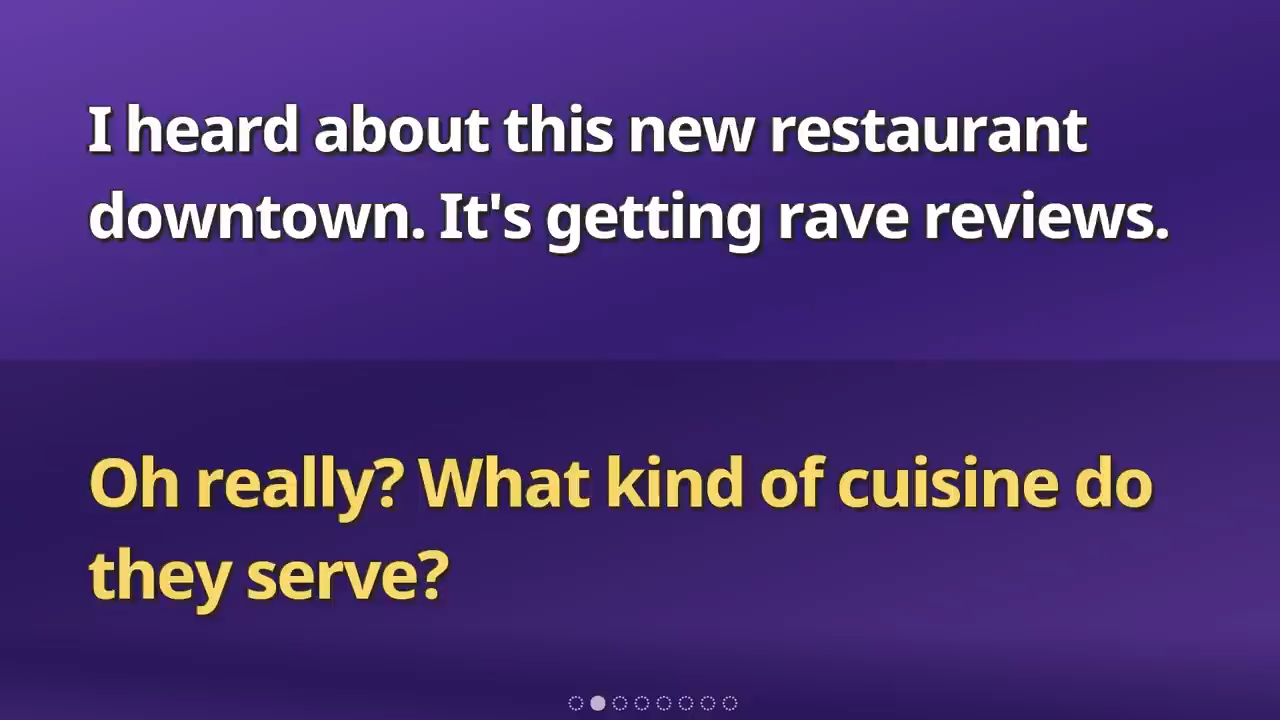 I heard about this new restaurant
downtown. It's getting rave reviews.
Oh really? What kind of cuisine do
they serve?